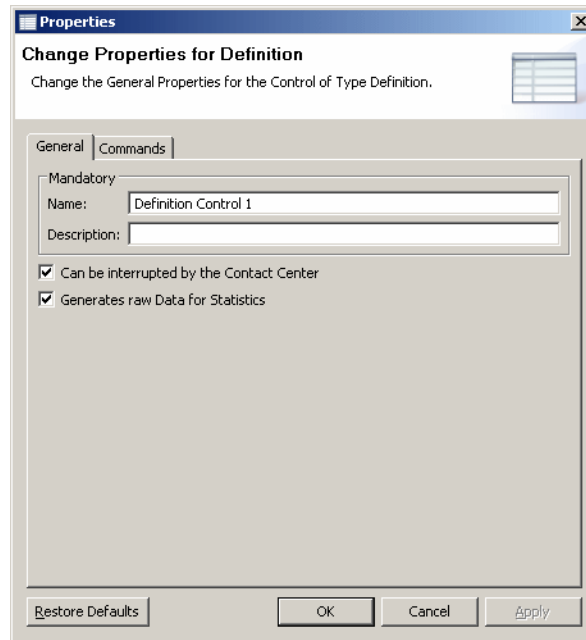 Properties
Change Properties for Definition
Change the General Properties for the Control of Type Definition.
General Commands
Mandatory
Name: Definition Control 1
Description:
Can be interrupted by the Contact Center
Generates raw Data for Statistics
Restore Defaults OK Cancel Apply